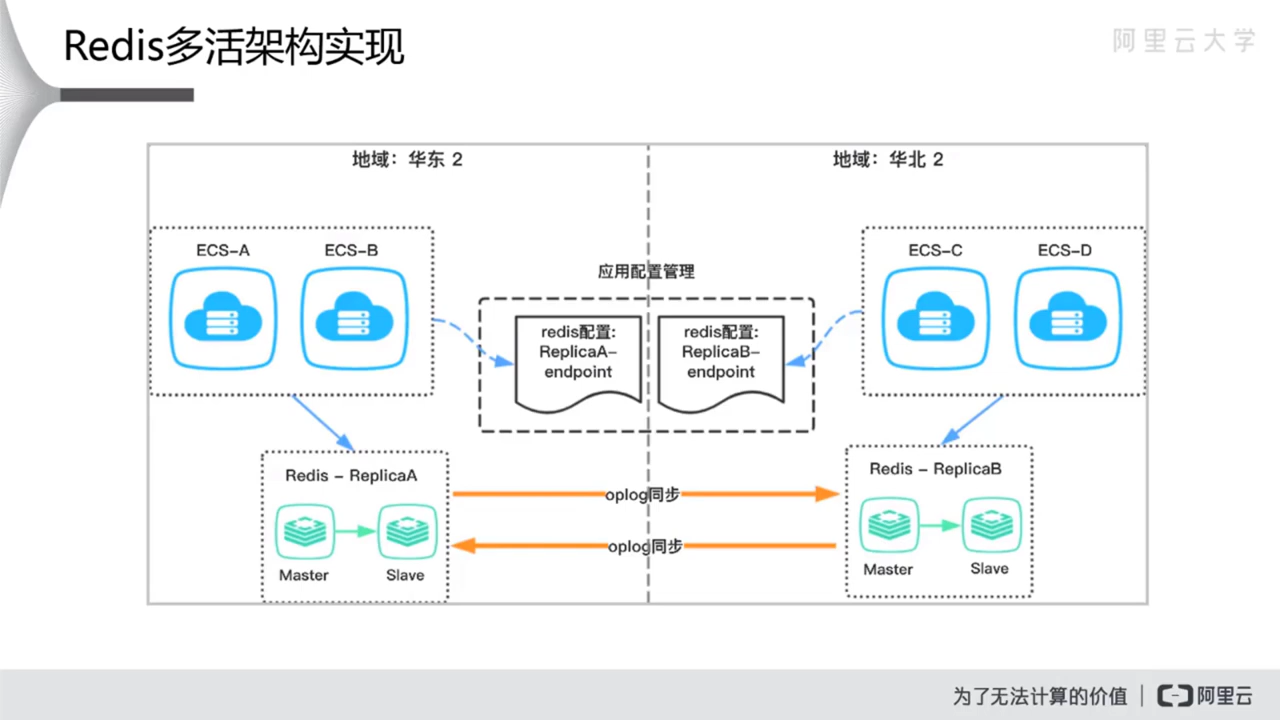 Redis多活架构实现
阿里云大学
地域：华东 2
地域：华北 2
ECS-A
ECS-B
ECS-C
ECS-D
应用配置管理
redis配置:
ReplicaA-
endpoint
redis配置:
ReplicaB-
endpoint
Redis - ReplicaA
Master
Slave
oplog同步
oplog同步
Redis - ReplicaB
Master
Slave
为了无法计算的价值 | 阿里云